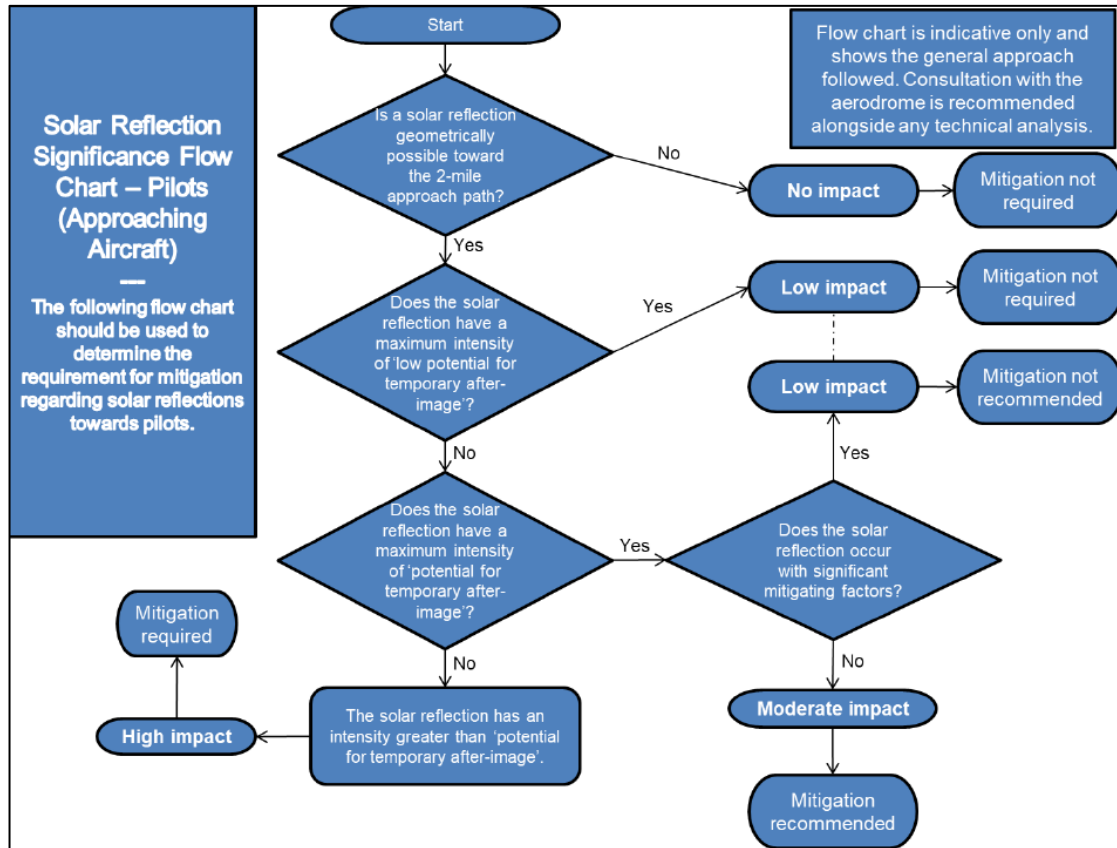 Solar Reflection
Significance Flow
Chart – Pilots
(Approaching
Aircraft)
---
The following flow chart
should be used to
determine the
requirement for mitigation
regarding solar reflections
towards pilots.
Start
Flow chart is indicative only and
shows the general approach
followed. Consultation with the
aerodrome is recommended
alongside any technical analysis.
Is a solar reflection
geometrically
possible toward
the 2-mile
approach path?
No
No impact
Mitigation not
required
Yes
Does the solar
reflection have a
maximum intensity
of ‘low potential for
temporary after-
image’?
Yes
Low impact
Mitigation not
required
Low impact
Mitigation not
recommended
No
Yes
Does the solar
reflection have a
maximum intensity
of ‘potential for
temporary after-
image’?
Yes
Does the solar
reflection occur
with significant
mitigating factors?
No
No
The solar reflection has an
intensity greater than ‘potential
for temporary after-image’.
High impact
Mitigation
required
Moderate impact
Mitigation
recommended